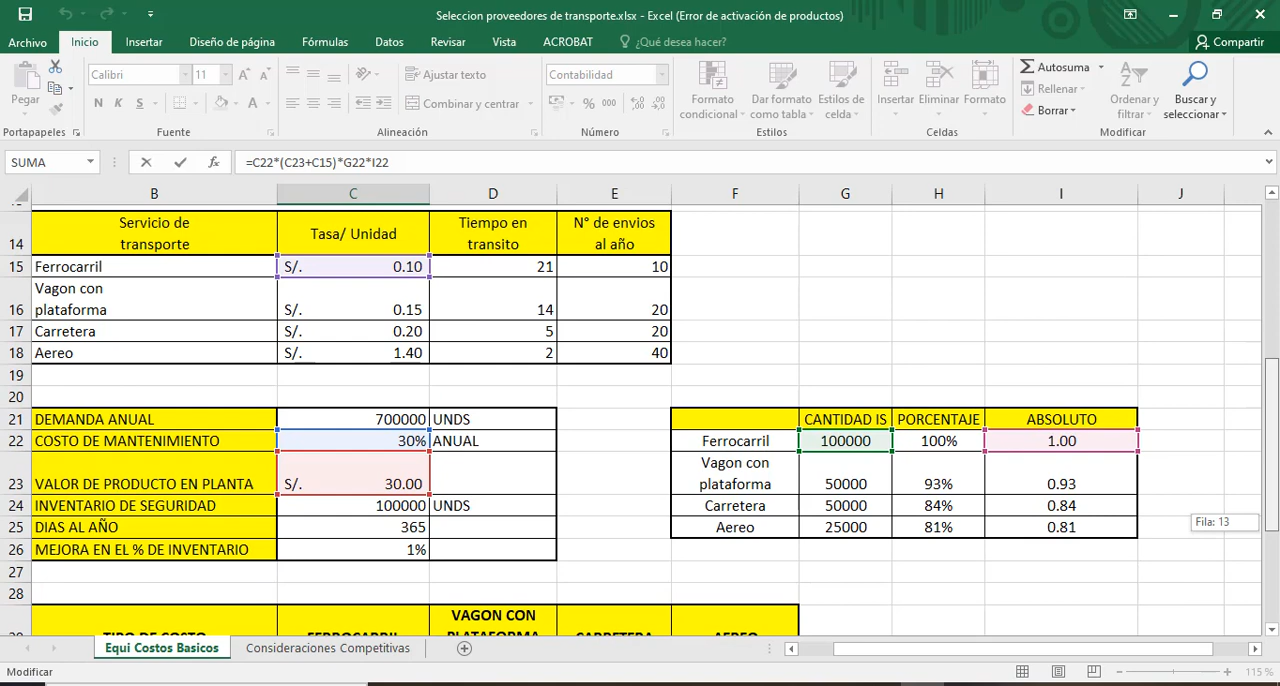 Seleccion proveedores de transporte.xlsx - Excel (Error de activación de productos)
Archivo Inicio Insertar Diseño de página Fórmulas Datos Revisar Vista ACROBAT ¿Qué desea hacer? Compartir
Pegar
Portapapeles
Calibri 11
N K S
Fuente
Ajustar texto
Combinar y centrar
Alineación
Contabilidad
% 000
Número
Formato condicional
Dar formato como tabla
Estilos de celda
Estilos
Insertar Eliminar Formato
Celdas
Autosuma
Rellenar
Borrar
Ordenar y filtrar
Buscar y seleccionar
Modificar
SUMA fx =C22*(C23+C15)*G22*I22
B C D E F G H I J
14 Servicio de transporte Tasa/ Unidad Tiempo en transito N° de envios al año
15 Ferrocarril S/. 0.10 21 10
16 Vagon con plataforma S/. 0.15 14 20
17 Carretera S/. 0.20 5 20
18 Aereo S/. 1.40 2 40
19
20
21 DEMANDA ANUAL 700000 UNDS CANTIDAD IS PORCENTAJE ABSOLUTO
22 COSTO DE MANTENIMIENTO 30% ANUAL Ferrocarril 100000 100% 1.00
23 VALOR DE PRODUCTO EN PLANTA S/. 30.00 Vagon con plataforma 50000 93% 0.93
24 INVENTARIO DE SEGURIDAD 100000 UNDS Carretera 50000 84% 0.84
25 DIAS AL AÑO 365 Aereo 25000 81% 0.81
Fila: 13
26 MEJORA EN EL % DE INVENTARIO 1%
27
28
TIPO DE COSTO FERROCARRIL VAGON CON PLATAFORMA CARRETERA AEREO
Equi Costos Basicos Consideraciones Competitivas
Modificar 115 %